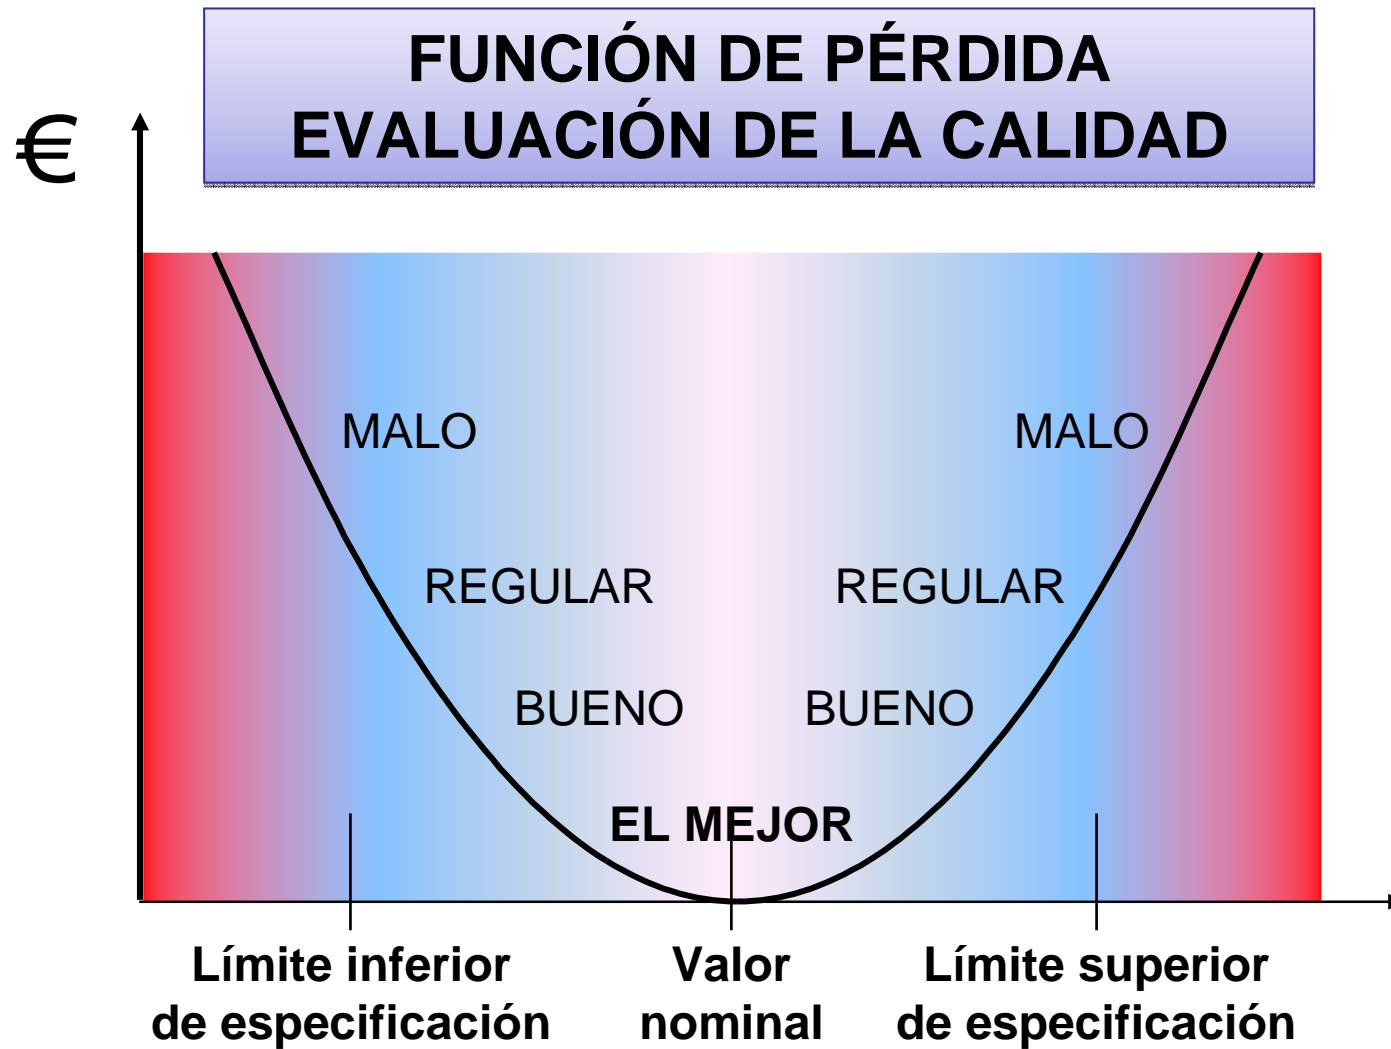 FUNCIÓN DE PÉRDIDA
EVALUACIÓN DE LA CALIDAD
€
MALO
MALO
REGULAR
REGULAR
BUENO
BUENO
EL MEJOR
Límite inferior
de especificación
Valor
nominal
Límite superior
de especificación